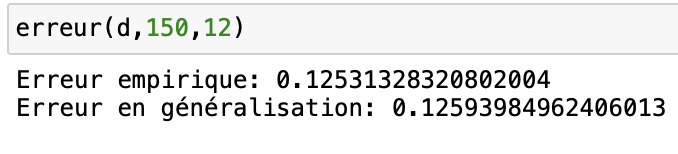 erreur(d,150,12)
Erreur empirique: 0.12531328320802004
Erreur en généralisation: 0.12593984962406013